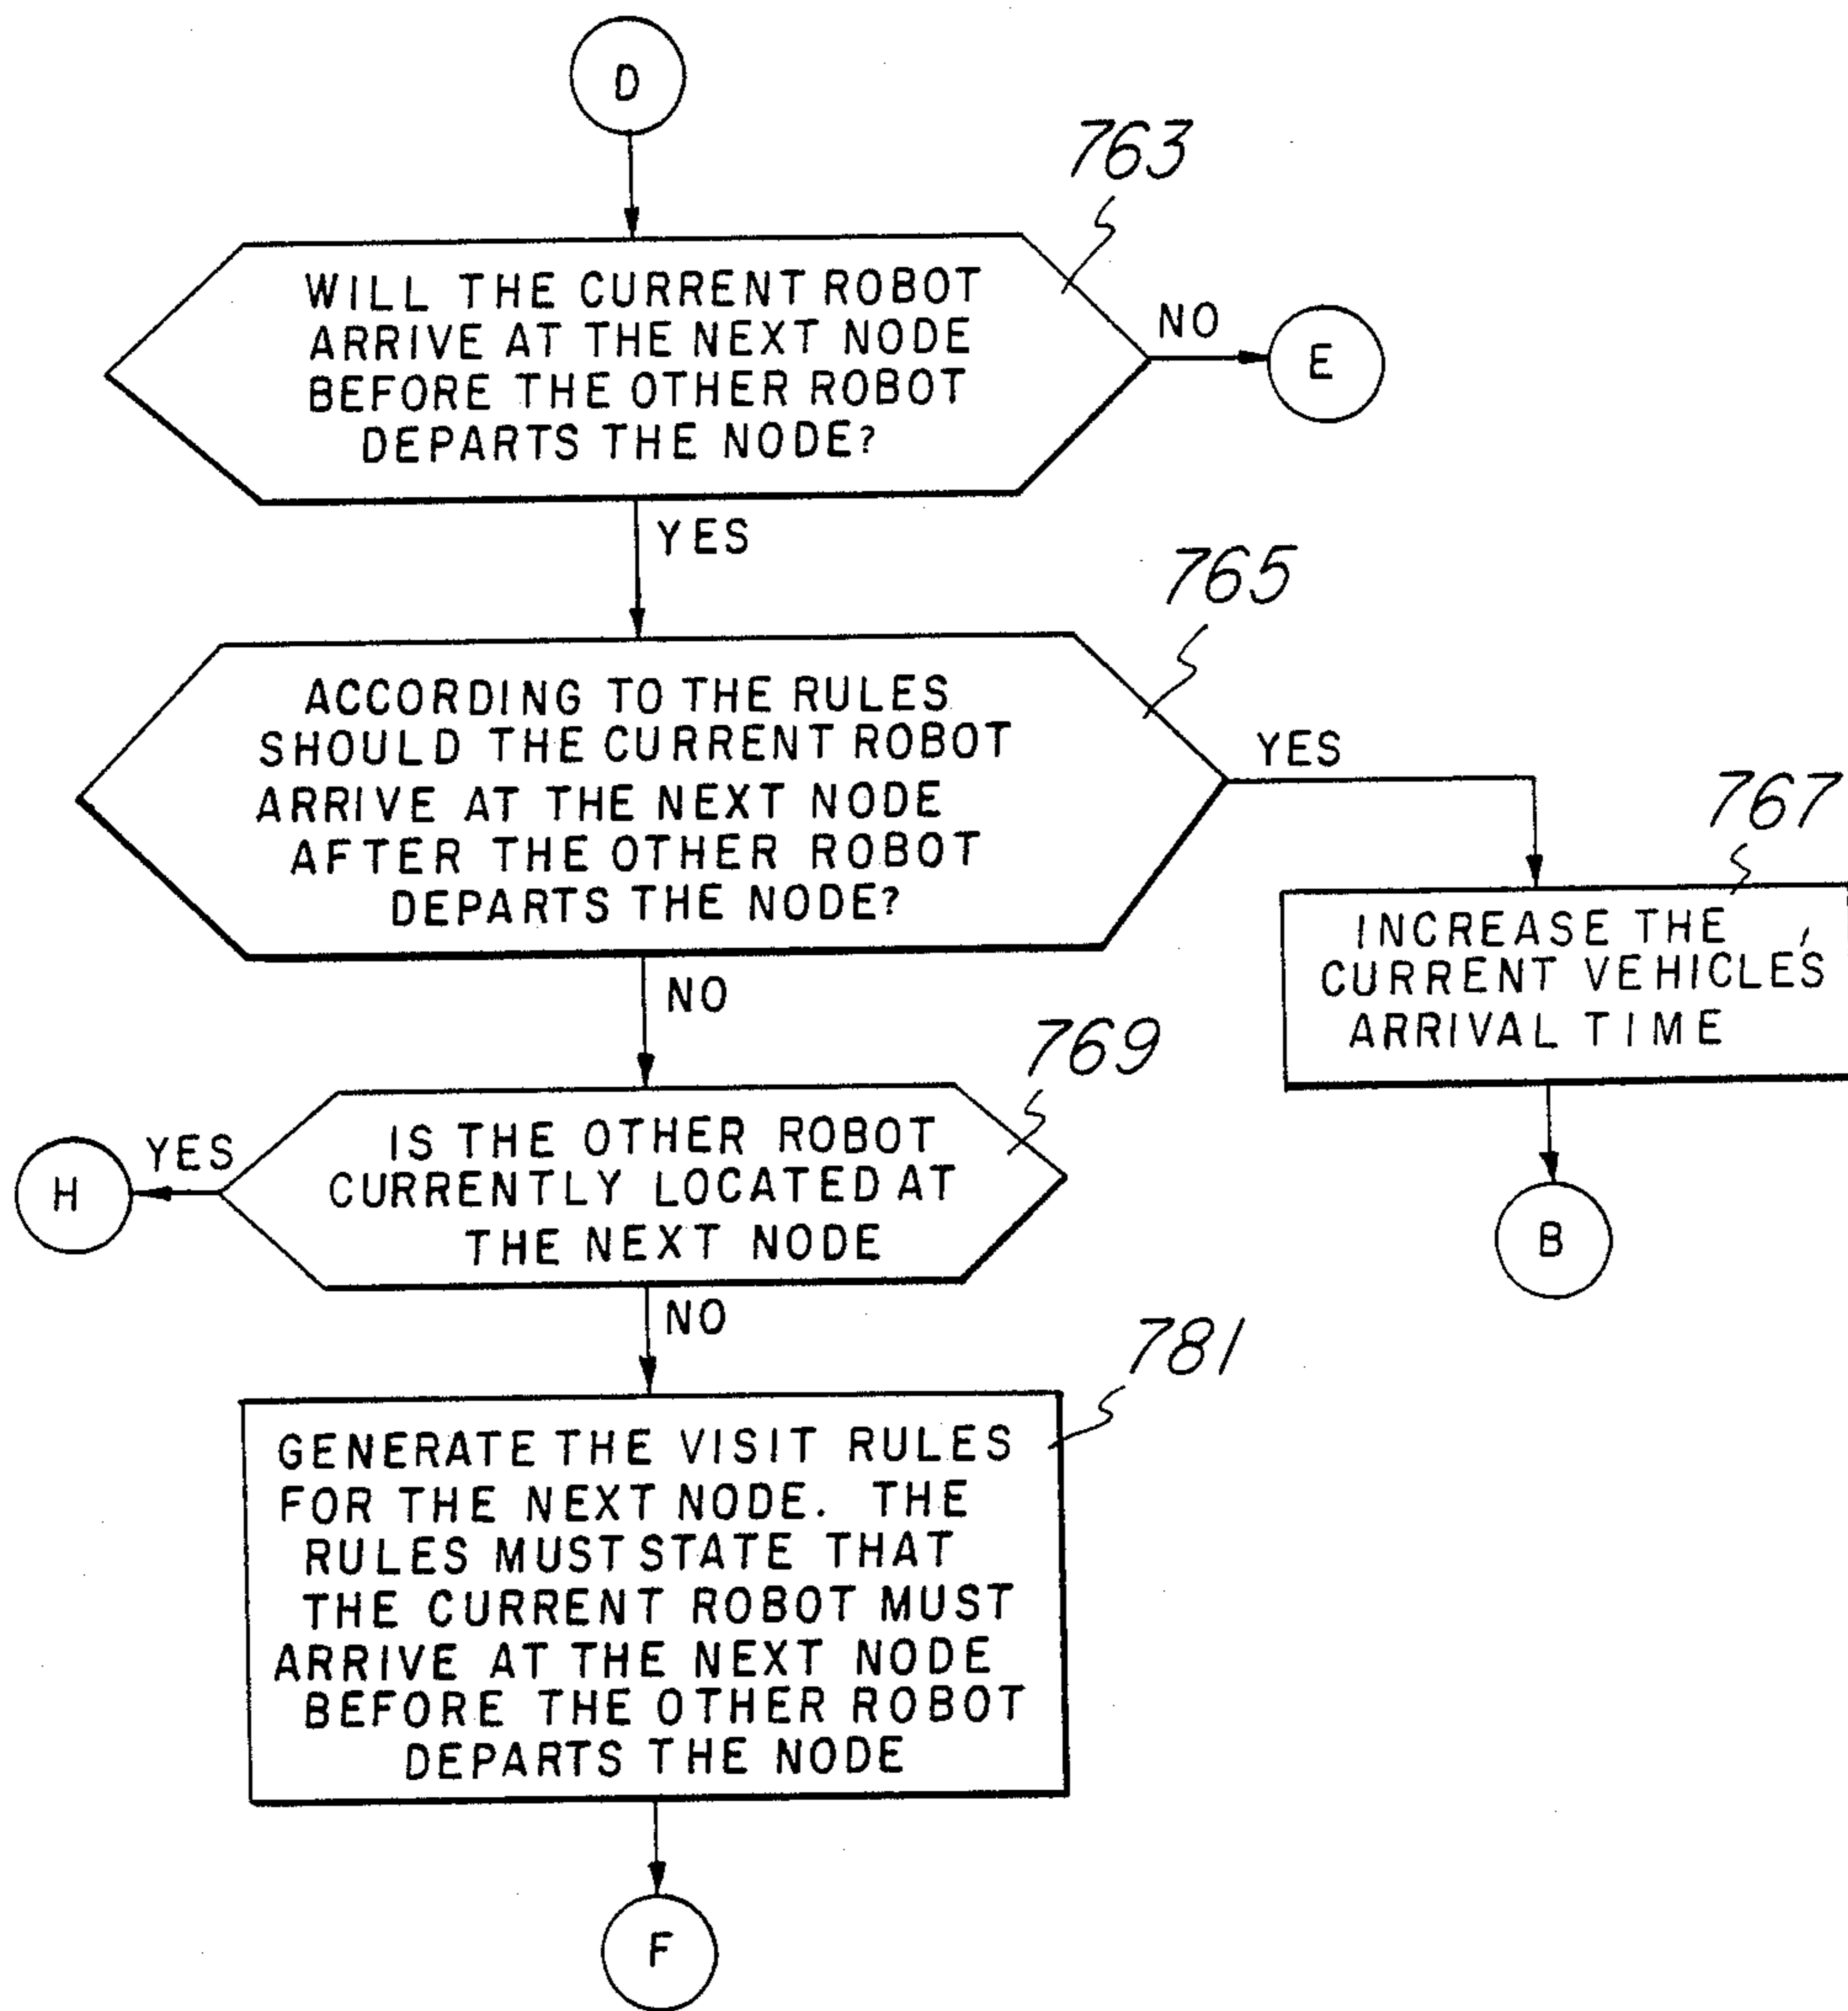 D
763
WILL THE CURRENT ROBOT
ARRIVE AT THE NEXT NODE
BEFORE THE OTHER ROBOT
DEPARTS THE NODE?
NO
E
YES
765
ACCORDING TO THE RULES
SHOULD THE CURRENT ROBOT
ARRIVE AT THE NEXT NODE
AFTER THE OTHER ROBOT
DEPARTS THE NODE?
YES
767
INCREASE THE
CURRENT VEHICLE'S
ARRIVAL TIME
B
NO
769
IS THE OTHER ROBOT
CURRENTLY LOCATED AT
THE NEXT NODE
YES
H
NO
781
GENERATE THE VISIT RULES
FOR THE NEXT NODE. THE
RULES MUST STATE THAT
THE CURRENT ROBOT MUST
ARRIVE AT THE NEXT NODE
BEFORE THE OTHER ROBOT
DEPARTS THE NODE
F